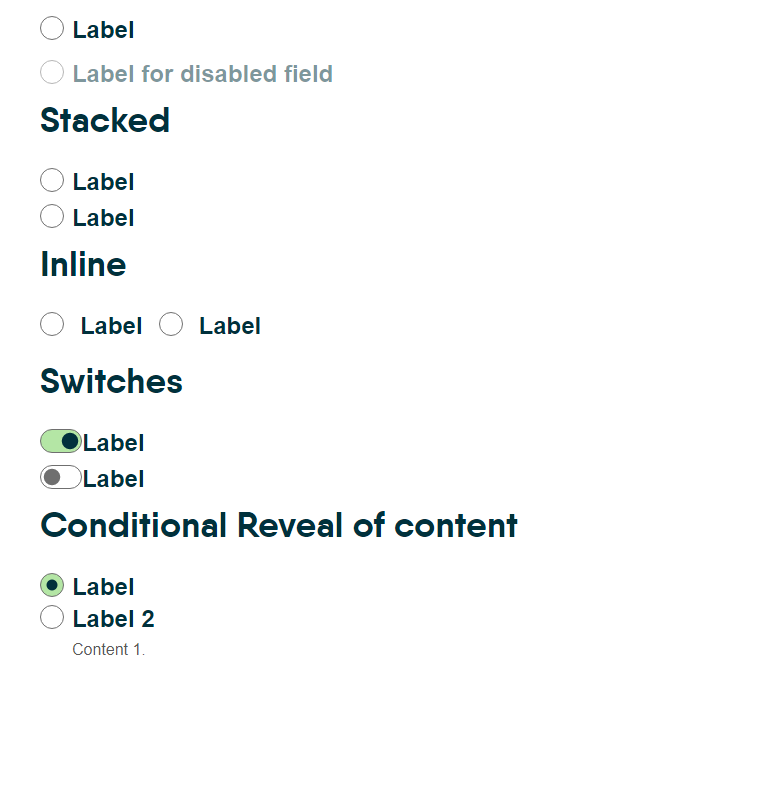 Label
Label for disabled field
Stacked
Label
Label
Inline
Label Label
Switches
Label
Label
Conditional Reveal of content
Label
Label 2
Content 1.